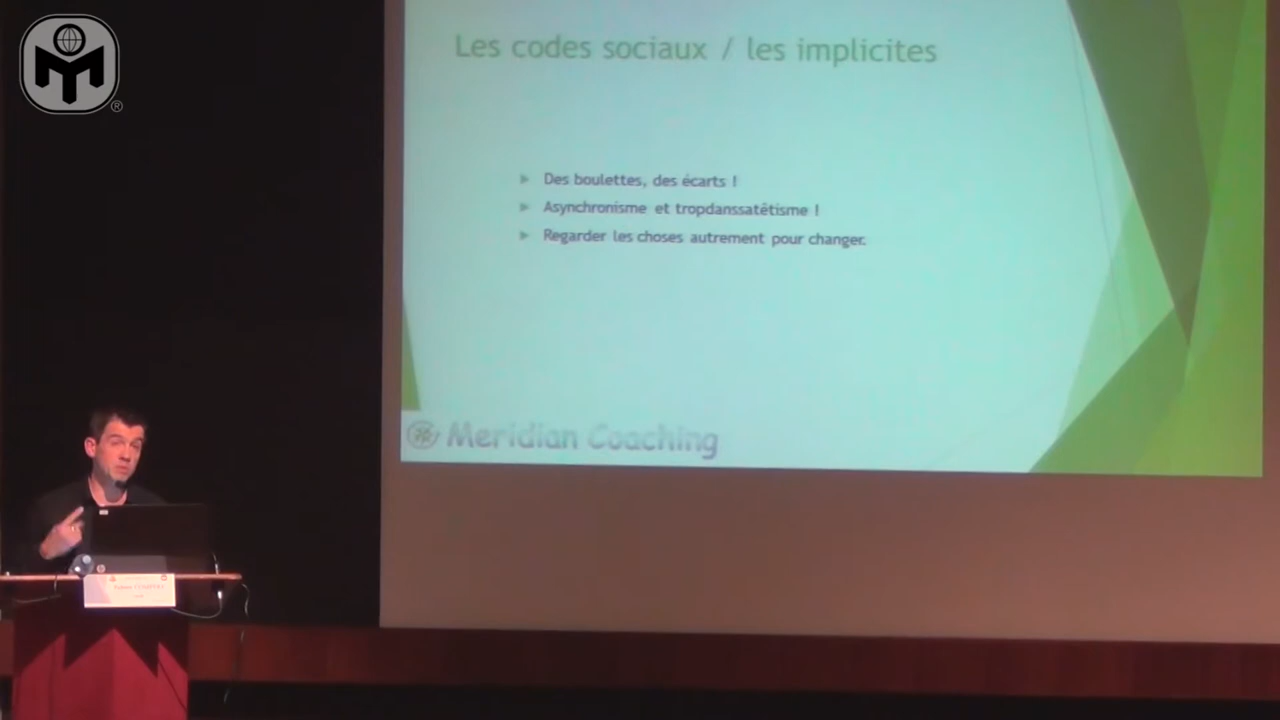 Les codes sociaux / les implicites
Des boulettes, des écarts !
Asynchronisme et tropdanssatêtisme !
Regarder les choses autrement pour changer.
Meridian Coaching
®